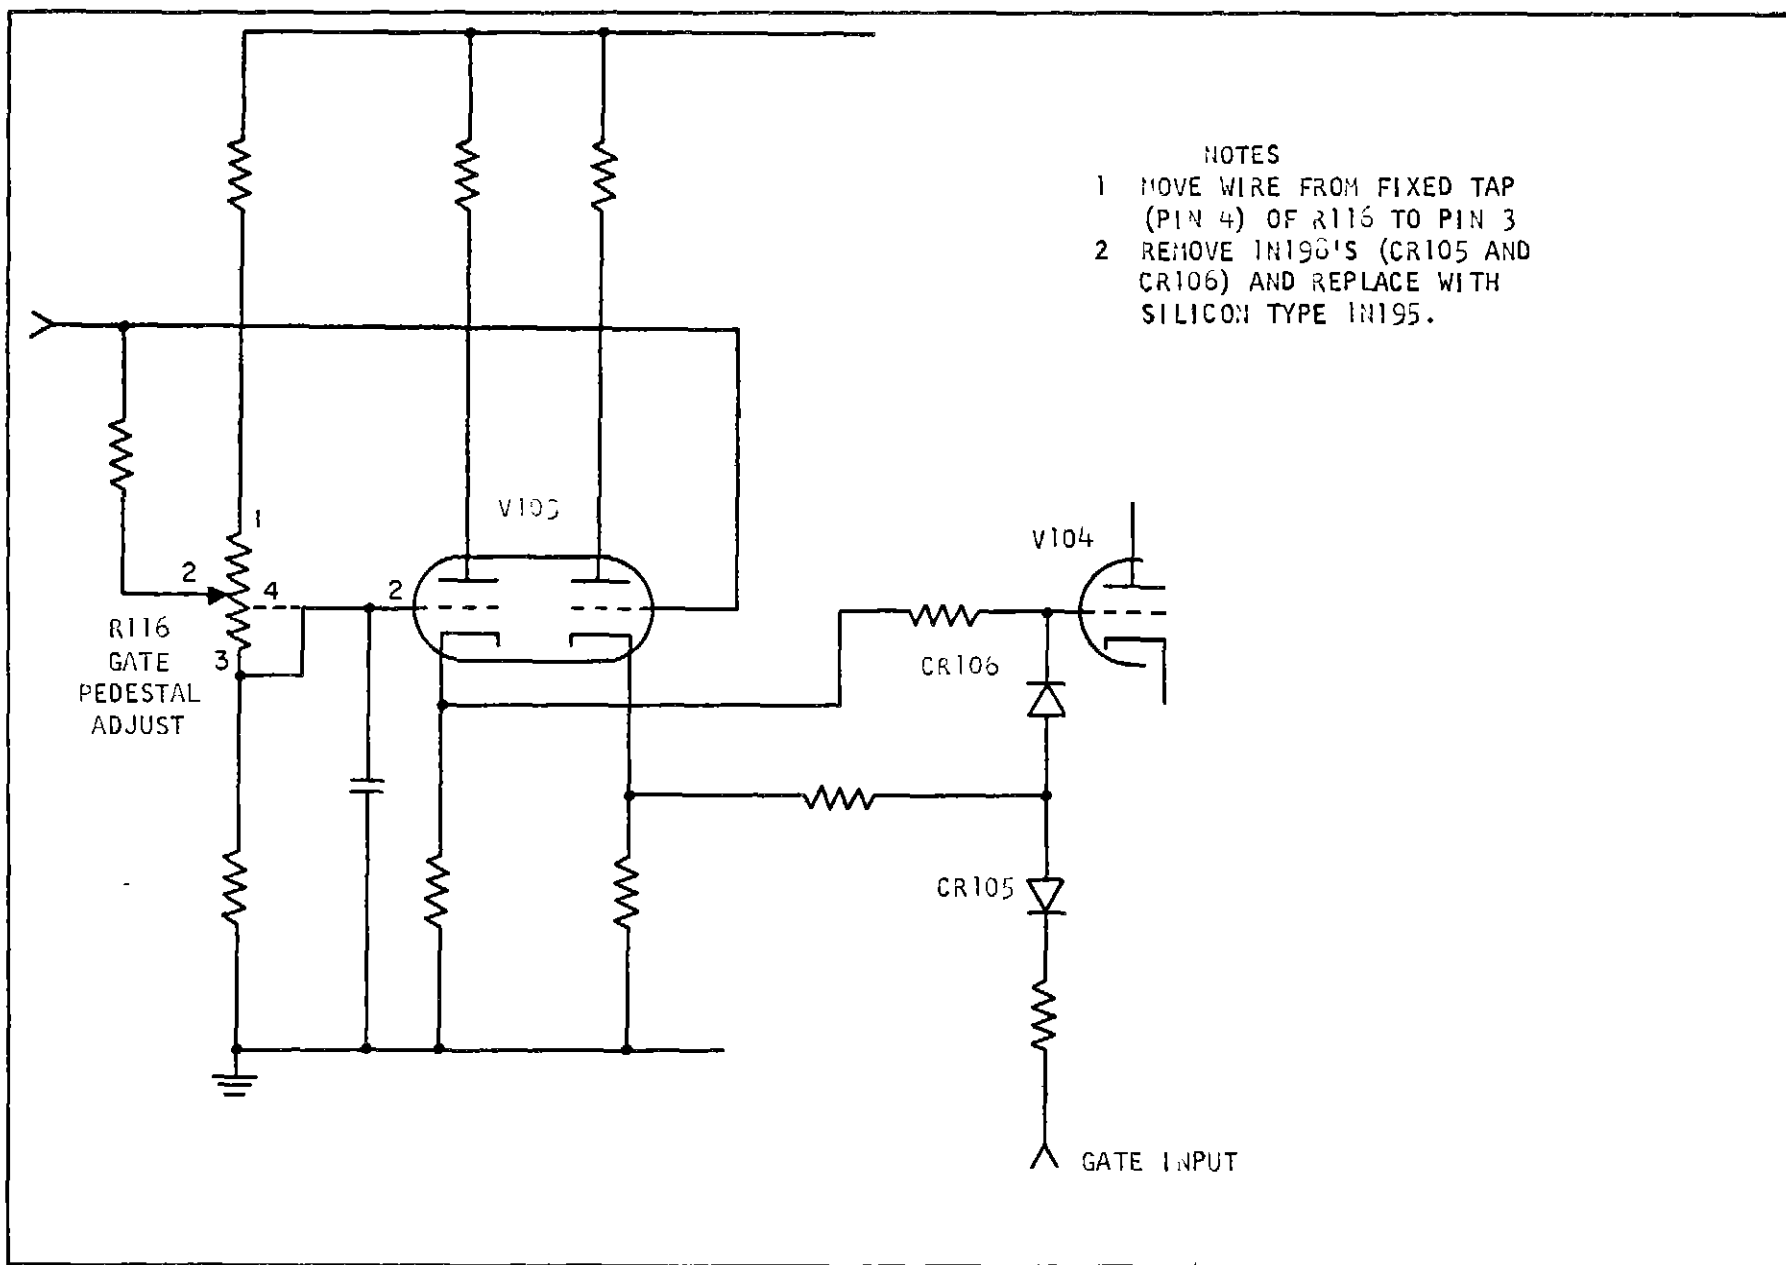 NOTES
1 MOVE WIRE FROM FIXED TAP
(PIN 4) OF R116 TO PIN 3
2 REMOVE 1N198'S (CR105 AND
CR106) AND REPLACE WITH
SILICON TYPE 1N195.
1
2
4
3
R116
GATE
PEDESTAL
ADJUST
2
V104
CR106
CR105
GATE INPUT